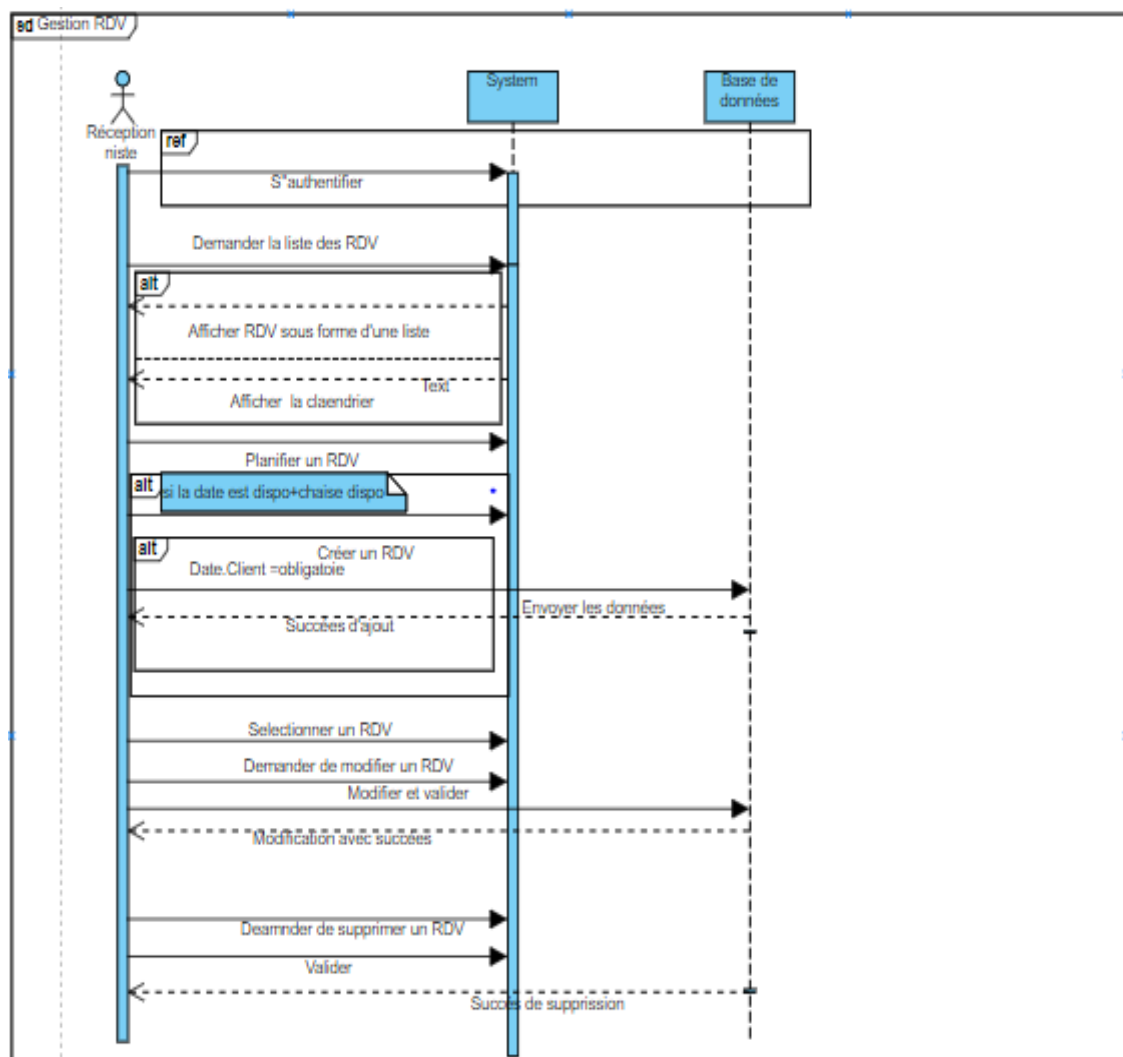 sd Gestion RDV
System
Base de
données
Réception
niste
ref
S"authentifier
Demander la liste des RDV
alt
Afficher RDV sous forme d'une liste
Text
Afficher la claendrier
Planifier un RDV
alt
si la date est dispo+chaise dispo
alt
Créer un RDV
Date.Client =obligatoie
Envoyer les données
Succées d'ajout
Selectionner un RDV
Demander de modifier un RDV
Modifier et valider
Modification avec succées
Deamnder de supprimer un RDV
Valider
Succés de supprission